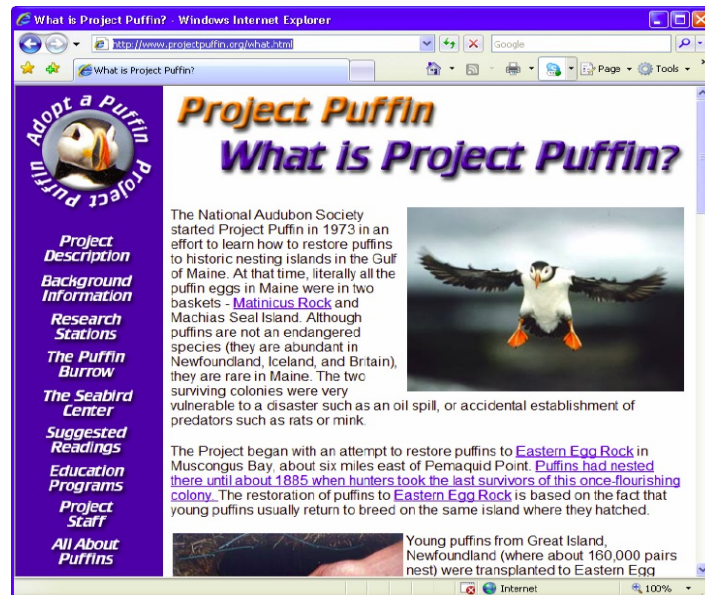 What is Project Puffin? - Windows Internet Explorer
http://www.projectpuffin.org/what.html
Google
What is Project Puffin?
Page
Tools
Adopt a Puffin
Project Puffin
Project
Description
Background
Information
Research
Stations
The Puffin
Burrow
The Seabird
Center
Suggested
Readings
Education
Programs
Project
Staff
All About
Puffins
Project Puffin
What is Project Puffin?
The National Audubon Society
started Project Puffin in 1973 in an
effort to learn how to restore puffins
to historic nesting islands in the Gulf
of Maine. At that time, literally all the
puffin eggs in Maine were in two
baskets - Matinicus Rock and
Machias Seal Island. Although
puffins are not an endangered
species (they are abundant in
Newfoundland, Iceland, and Britain),
they are rare in Maine. The two
surviving colonies were very
vulnerable to a disaster such as an oil spill, or accidental establishment of
predators such as rats or mink.
The Project began with an attempt to restore puffins to Eastern Egg Rock in
Muscongus Bay, about six miles east of Pemaquid Point. Puffins had nested
there until about 1885 when hunters took the last survivors of this once-flourishing
colony. The restoration of puffins to Eastern Egg Rock is based on the fact that
young puffins usually return to breed on the same island where they hatched.
Young puffins from Great Island,
Newfoundland (where about 160,000 pairs
nest) were transplanted to Eastern Egg
Internet
100%